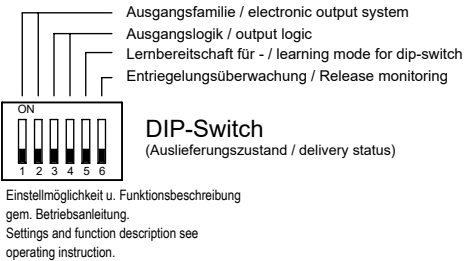 Ausgangsfamilie / electronic output system
Ausgangslogik / output logic
Lernbereitschaft für - / learning mode for dip-switch
Entriegelungsüberwachung / Release monitoring
ON
1 2 3 4 5 6
DIP-Switch
(Auslieferungszustand / delivery status)
Einstellmöglichkeit u. Funktionsbeschreibung
gem. Betriebsanleitung.
Settings and function description see
operating instruction.